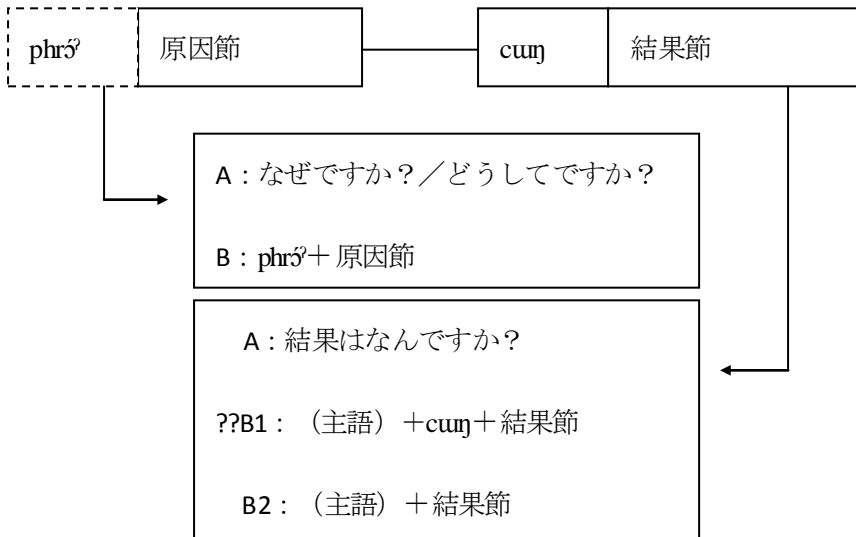 phrɔ́ʔ 原因節 cɯŋ 結果節
A：なぜですか？／どうしてですか？
B：phrɔ́ʔ＋原因節
A：結果はなんですか？
??B1：（主語）＋cɯŋ＋結果節
B2：（主語）＋結果節